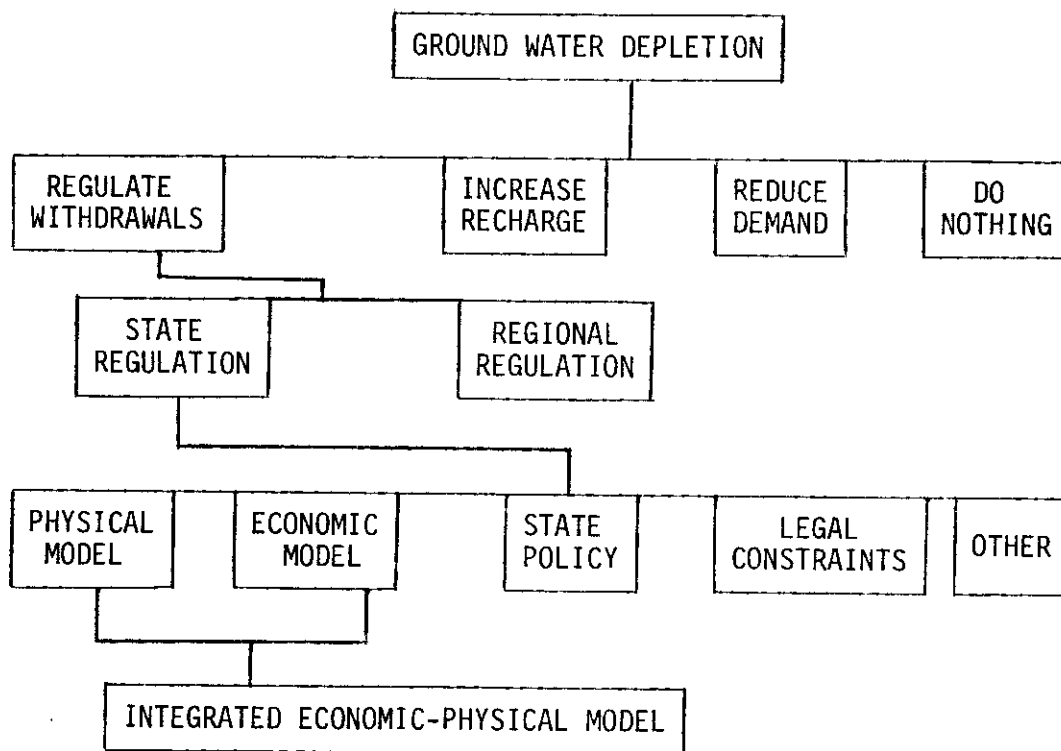 GROUND WATER DEPLETION
REGULATE
WITHDRAWALS
INCREASE
RECHARGE
REDUCE
DEMAND
DO
NOTHING
STATE
REGULATION
REGIONAL
REGULATION
PHYSICAL
MODEL
ECONOMIC
MODEL
STATE
POLICY
LEGAL
CONSTRAINTS
OTHER
INTEGRATED ECONOMIC-PHYSICAL MODEL